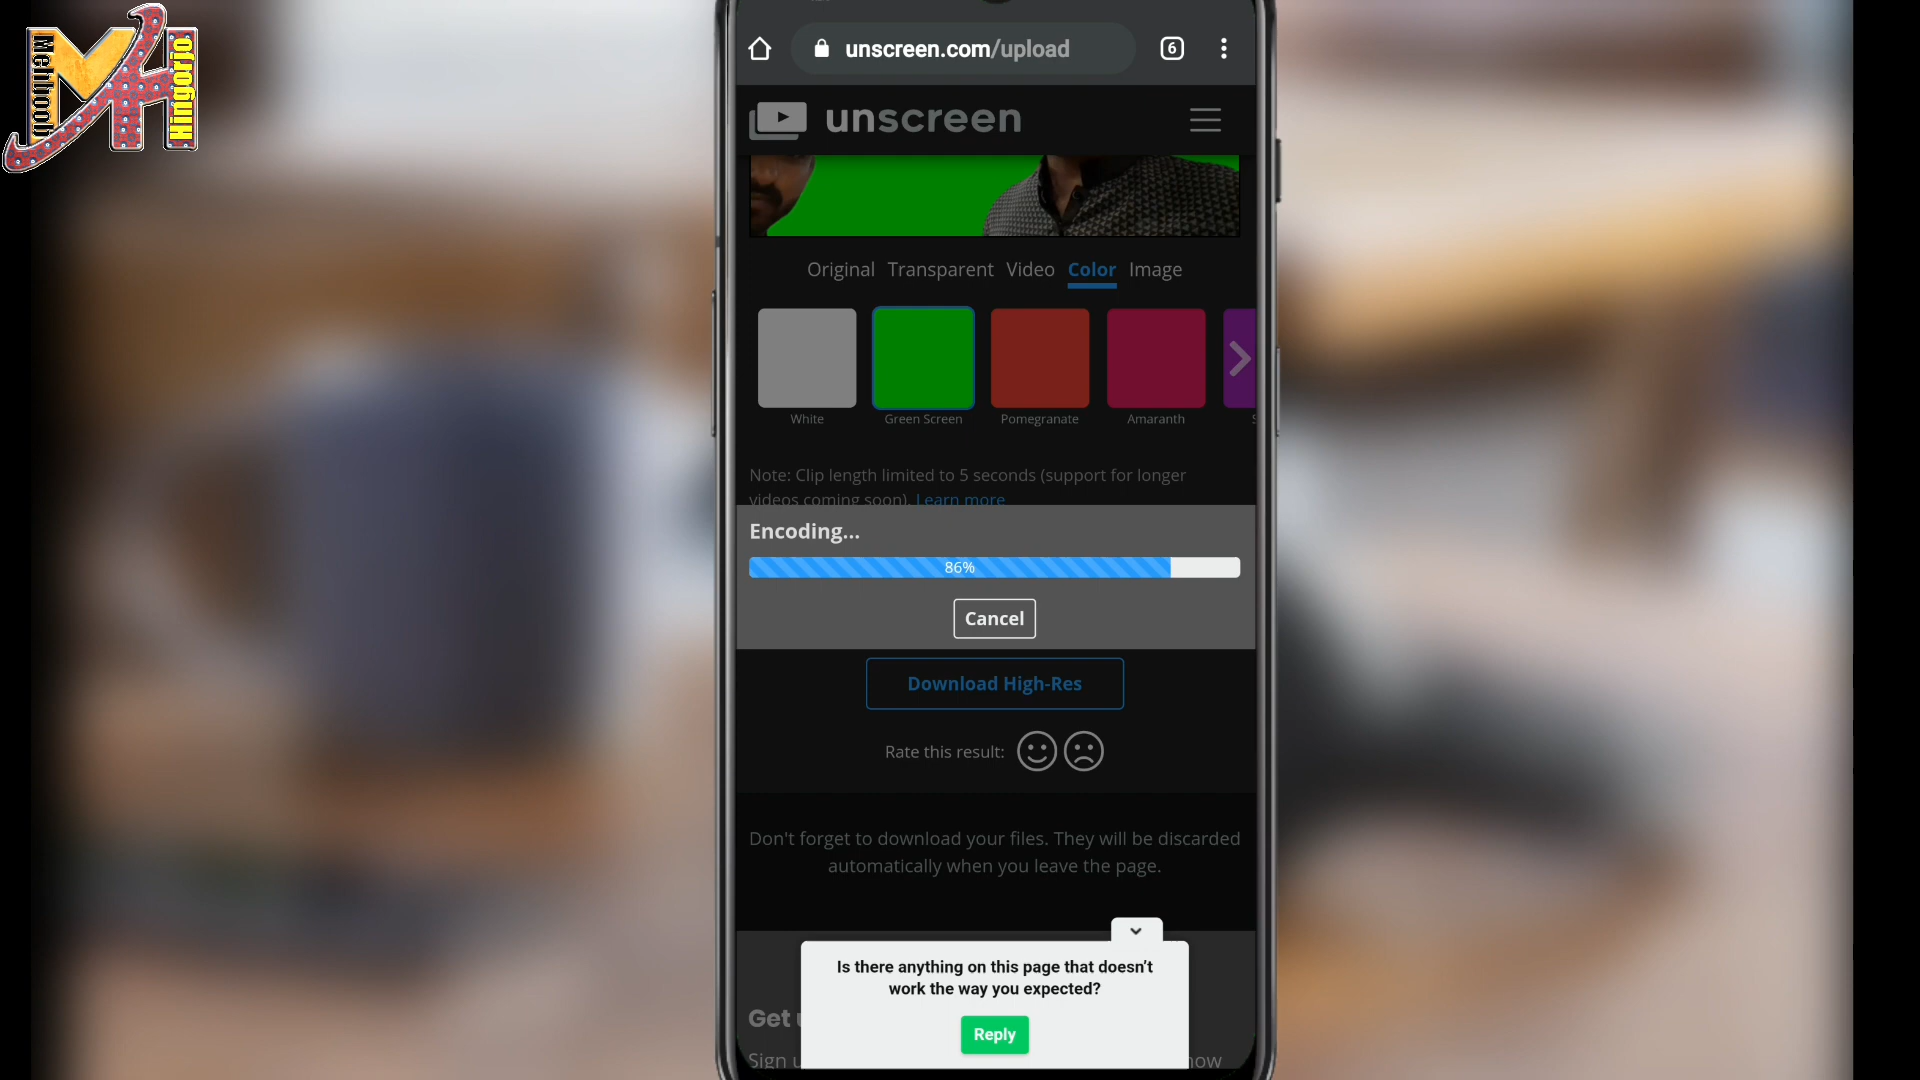 Mehtroob
Hingorjo
unscreen.com/upload
6
unscreen
Original Transparent Video Color Image
White Green Screen Pomegranate Amaranth
Note: Clip length limited to 5 seconds (support for longer
videos coming soon). Learn more
Encoding...
86%
Cancel
Download High-Res
Rate this result:
Don't forget to download your files. They will be discarded
automatically when you leave the page.
Is there anything on this page that doesn't
work the way you expected?
Reply
Get
Sign